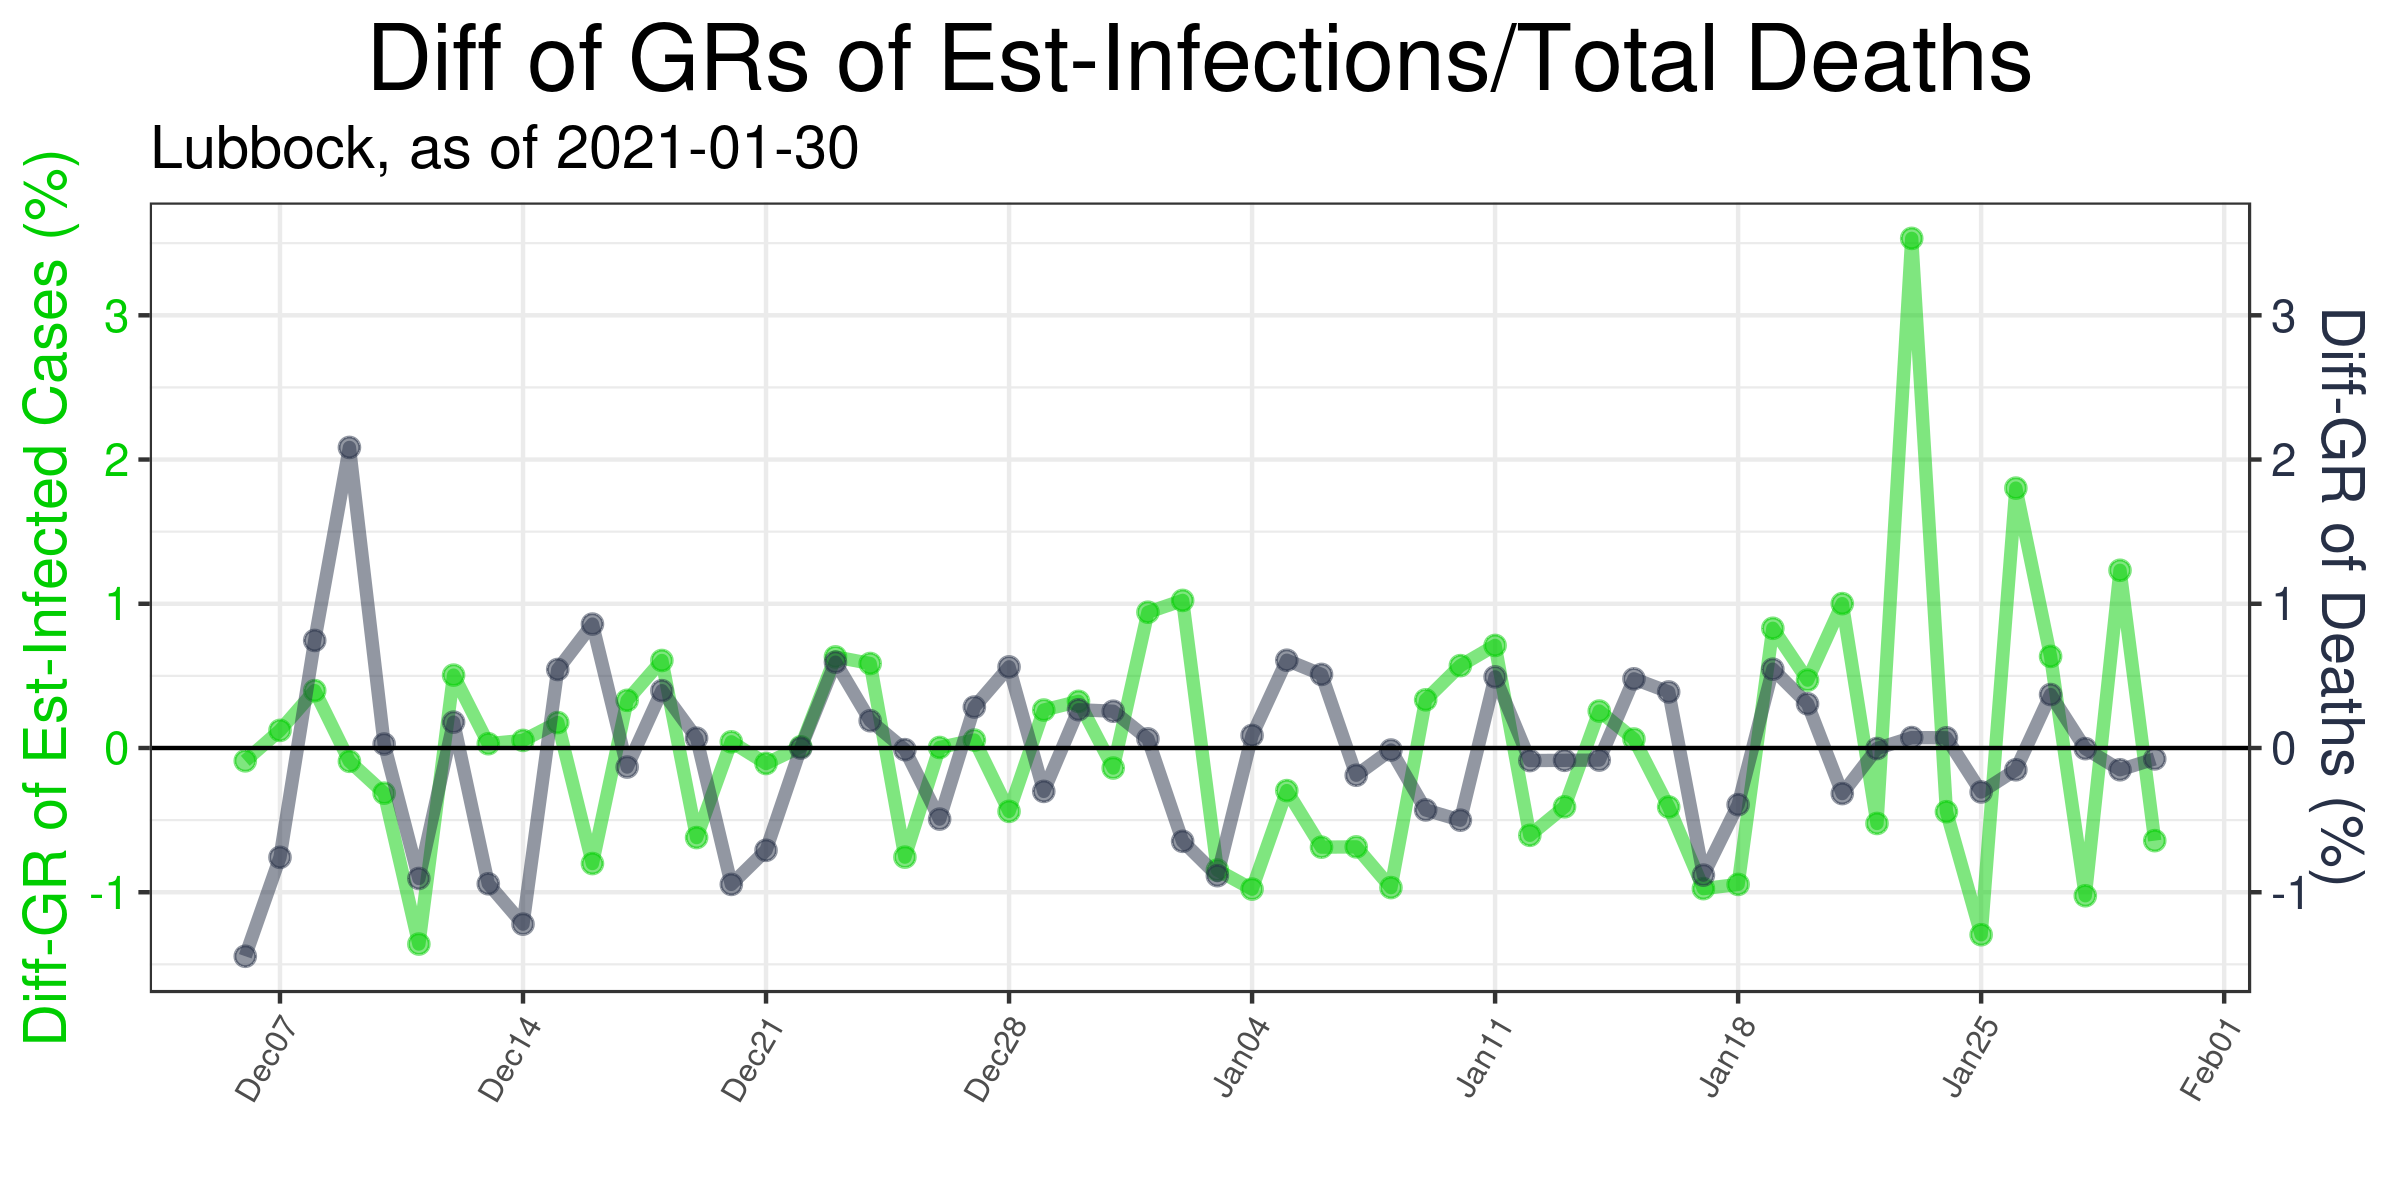 Diff of GRs of Est-Infections/Total Deaths
Lubbock, as of 2021-01-30
Diff-GR of Est-Infected Cases (%)
3
2
1
0
-1
3
2
1
0
-1
Diff-GR of Deaths (%)
Dec07
Dec14
Dec21
Dec28
Jan04
Jan11
Jan18
Jan25
Feb01